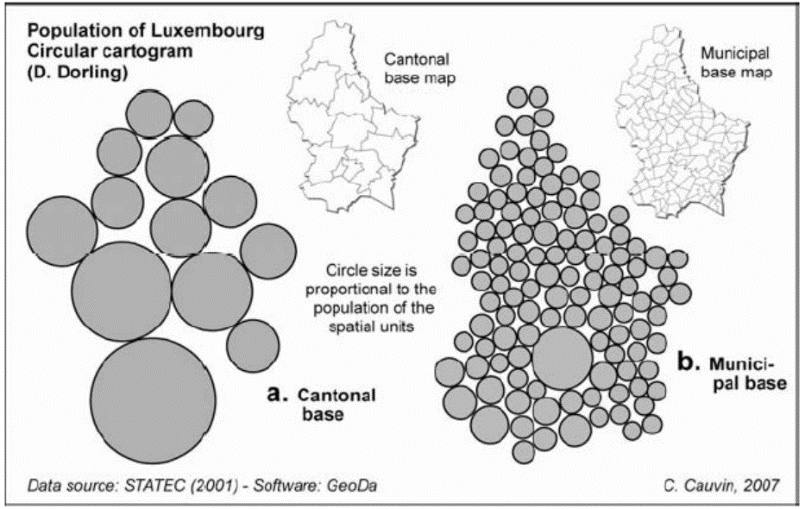 Population of Luxembourg
Circular cartogram
(D. Dorling)
Cantonal
base map
Municipal
base map
Circle size is
proportional to the
population of the
spatial units
a. Cantonal
base
b. Munici-
pal base
Data source: STATEC (2001) - Software: GeoDa
C. Cauvin, 2007